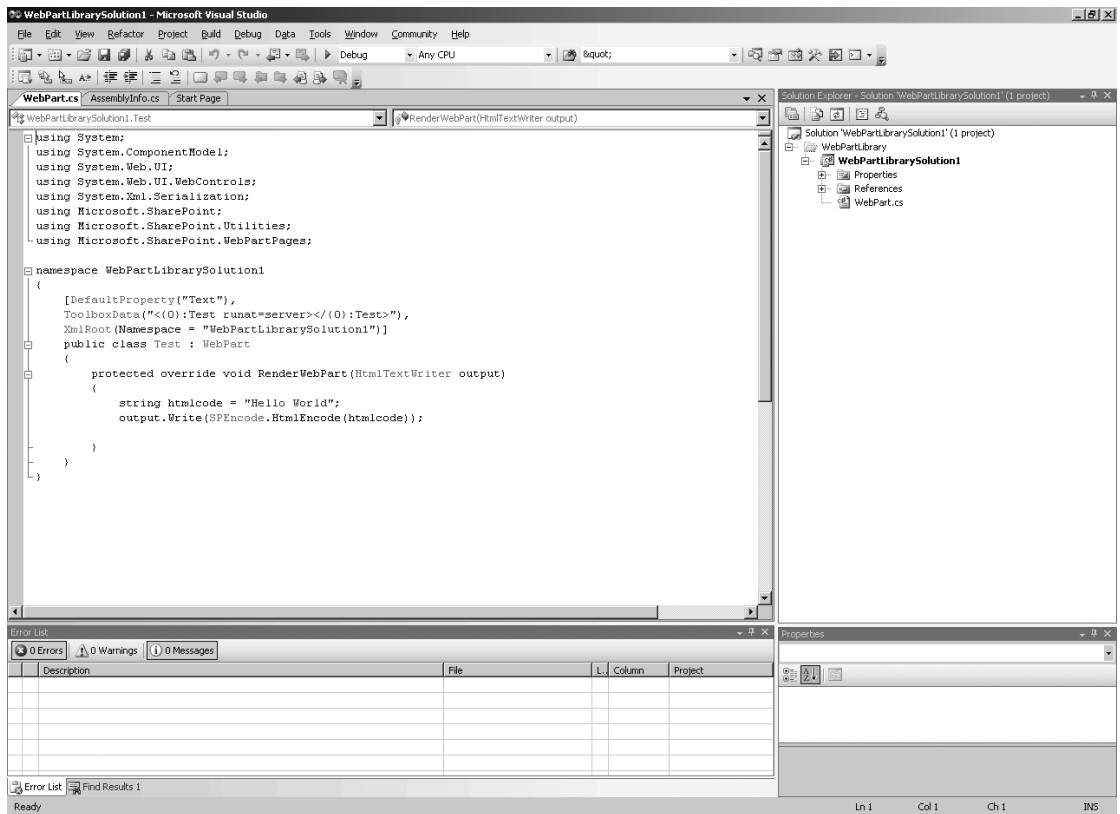 WebPartLibrarySolution1 - Microsoft Visual Studio
File Edit View Refactor Project Build Debug Data Tools Window Community Help
Debug Any CPU &quot;
WebPart.cs AssemblyInfo.cs Start Page
WebPartLibrarySolution1.Test RenderWebPart(HtmlTextWriter output)
using System;
using System.ComponentModel;
using System.Web.UI;
using System.Web.UI.WebControls;
using System.Xml.Serialization;
using Microsoft.SharePoint;
using Microsoft.SharePoint.Utilities;
using Microsoft.SharePoint.WebPartPages;
namespace WebPartLibrarySolution1
{
[DefaultProperty("Text"),
ToolboxData("<{0}:Test runat=server></{0}:Test>"),
XmlRoot(Namespace = "WebPartLibrarySolution1")]
public class Test : WebPart
{
protected override void RenderWebPart(HtmlTextWriter output)
{
string htmlcode = "Hello World";
output.Write(SPEncode.HtmlEncode(htmlcode));
}
}
}
Solution Explorer - Solution 'WebPartLibrarySolution1' (1 project)
Solution 'WebPartLibrarySolution1' (1 project)
WebPartLibrary
WebPartLibrarySolution1
Properties
References
WebPart.cs
Error List
0 Errors 0 Warnings 0 Messages
Description File L.. Column Project
Error List Find Results 1
Properties
Ready Ln 1 Col 1 Ch 1 INS